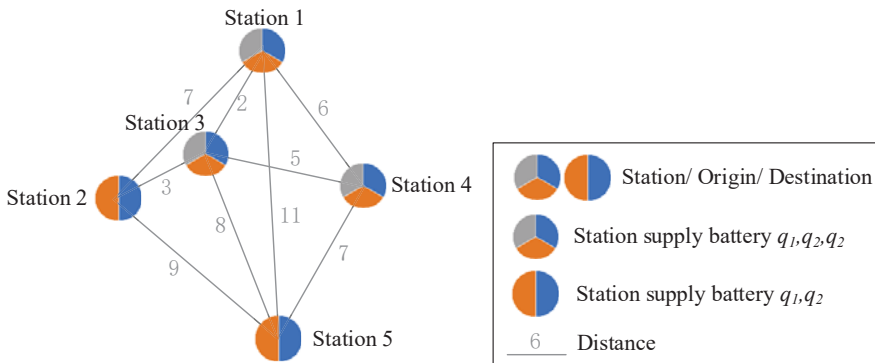 Station 1
7
2
6
Station 3
5
3
Station 4
Station 2
8
11
7
9
Station 5
Station/ Origin/ Destination
Station supply battery q₁,q₂,q₂
Station supply battery q₁,q₂
6 Distance